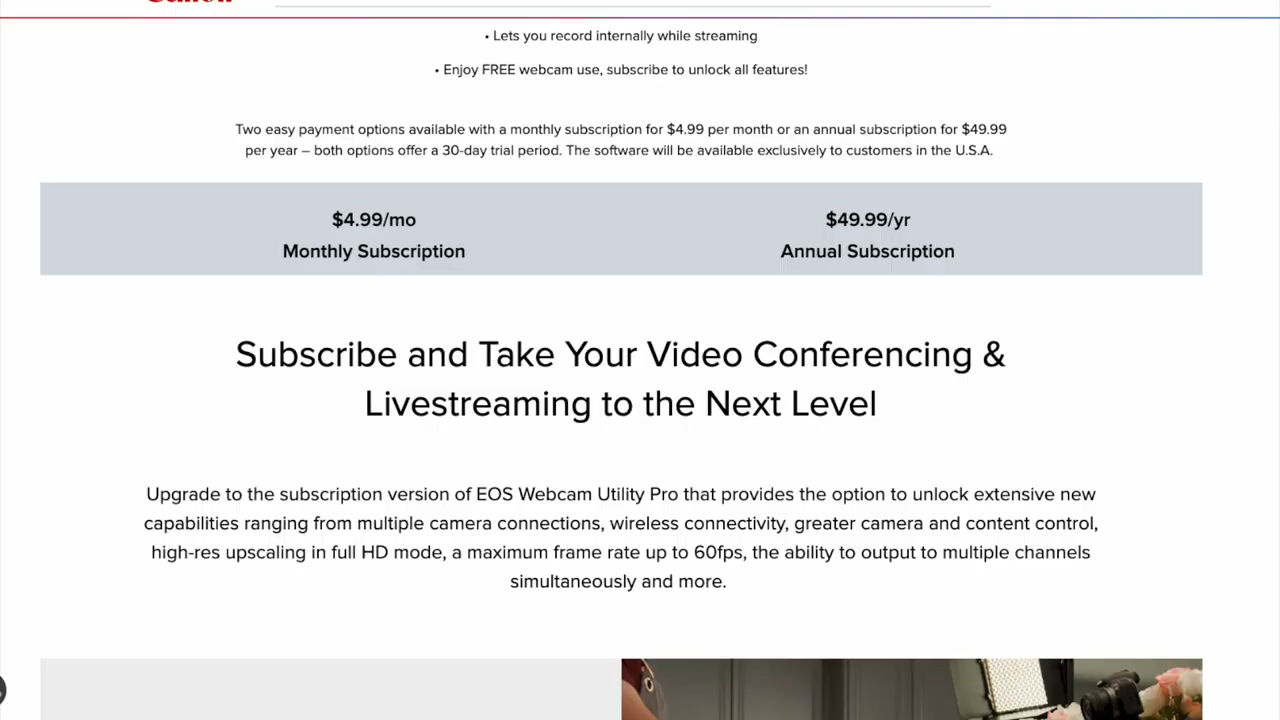 Canon
• Lets you record internally while streaming
• Enjoy FREE webcam use, subscribe to unlock all features!
Two easy payment options available with a monthly subscription for $4.99 per month or an annual subscription for $49.99
per year – both options offer a 30-day trial period. The software will be available exclusively to customers in the U.S.A.
$4.99/mo
Monthly Subscription
$49.99/yr
Annual Subscription
Subscribe and Take Your Video Conferencing &
Livestreaming to the Next Level
Upgrade to the subscription version of EOS Webcam Utility Pro that provides the option to unlock extensive new
capabilities ranging from multiple camera connections, wireless connectivity, greater camera and content control,
high-res upscaling in full HD mode, a maximum frame rate up to 60fps, the ability to output to multiple channels
simultaneously and more.